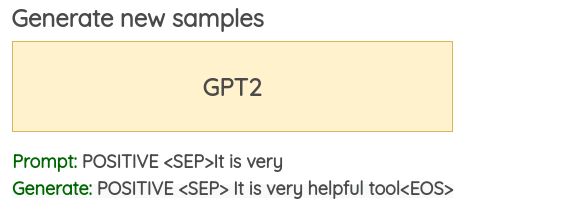 Generate new samples
GPT2
Prompt: POSITIVE <SEP>It is very
Generate: POSITIVE <SEP> It is very helpful tool<EOS>